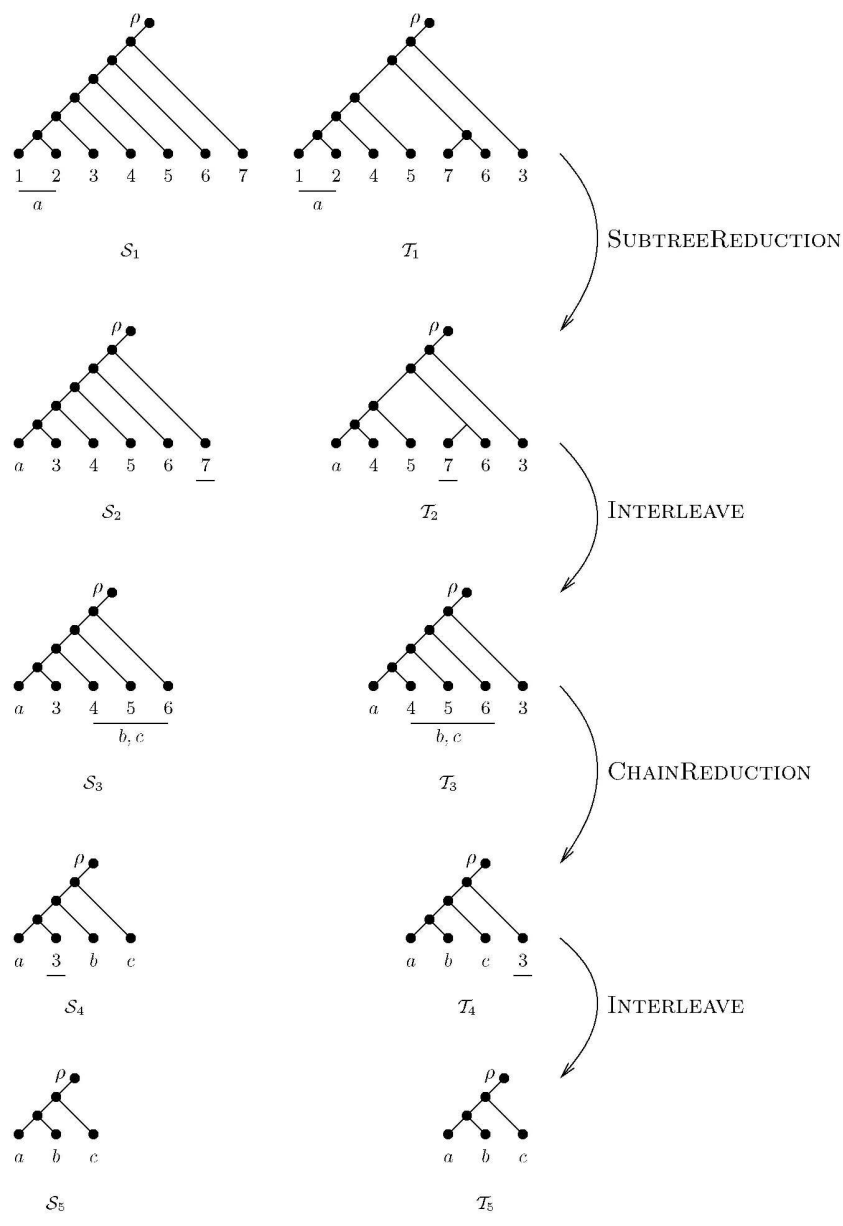 ρ ρ
1 2 3 4 5 6 7 1 2 4 5 7 6 3
a a
S₁ T₁
SUBTREEREDUCTION
ρ ρ
a 3 4 5 6 7 a 4 5 7 6 3
S₂ T₂
INTERLEAVE
ρ ρ
a 3 4 5 6 a 4 5 6 3
b, c b, c
S₃ T₃
CHAINREDUCTION
ρ ρ
a 3 b c a b c 3
S₄ T₄
INTERLEAVE
ρ ρ
a b c a b c
S₅ T₅